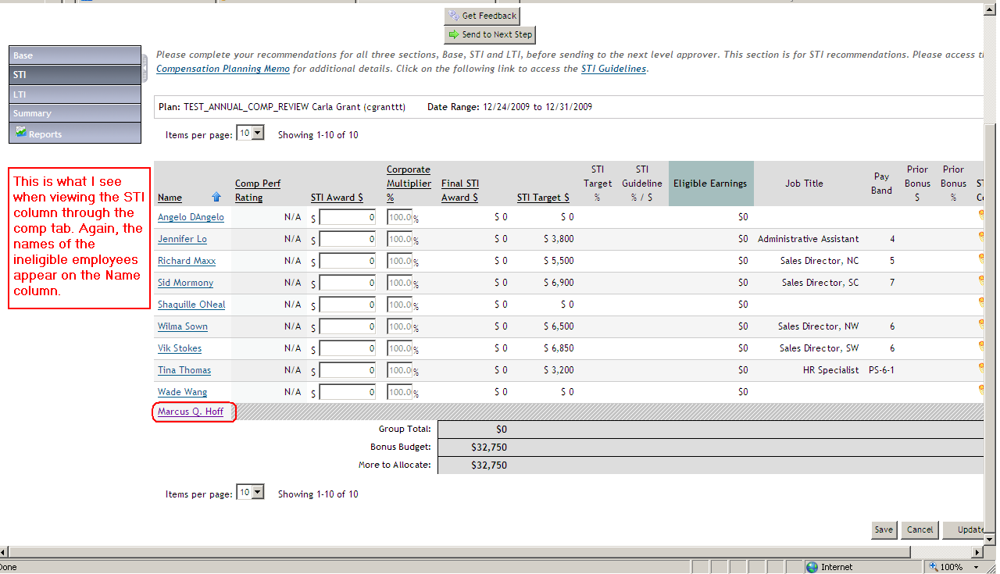 Get Feedback
Send to Next Step
Please complete your recommendations for all three sections, Base, STI and LTI, before sending to the next level approver. This section is for STI recommendations. Please access
Compensation Planning Memo for additional details. Click on the following link to access the STI Guidelines.
Base
STI
LTI
Summary
Reports
Plan: TEST_ANNUAL_COMP_REVIEW Carla Grant (cgranttt) Date Range: 12/24/2009 to 12/31/2009
Items per page: 10 Showing 1-10 of 10
This is what I see
when viewing the STI
column through the
comp tab. Again, the
names of the
ineligible employees
appear on the Name
column.
Name
Comp Perf
Rating
STI Award $
Corporate
Multiplier
%
Final STI
Award $
STI Target $
STI
Target
%
STI
Guideline
% / $
Eligible Earnings
Job Title
Pay
Band
Prior
Bonus
$
Prior
Bonus
%
Angelo DAngelo N/A $ 0 100.0 % $ 0 $ 0 $0
Jennifer Lo N/A $ 0 100.0 % $ 0 $ 3,800 $0 Administrative Assistant 4
Richard Maxx N/A $ 0 100.0 % $ 0 $ 5,500 $0 Sales Director, NC 5
Sid Mormony N/A $ 0 100.0 % $ 0 $ 6,900 $0 Sales Director, SC 7
Shaquille ONeal N/A $ 0 100.0 % $ 0 $ 0 $0
Wilma Sown N/A $ 0 100.0 % $ 0 $ 6,500 $0 Sales Director, NW 6
Vik Stokes N/A $ 0 100.0 % $ 0 $ 6,850 $0 Sales Director, SW 6
Tina Thomas N/A $ 0 100.0 % $ 0 $ 3,200 $0 HR Specialist PS-6-1
Wade Wang N/A $ 0 100.0 % $ 0 $ 0 $0
Marcus Q. Hoff
Group Total: $0
Bonus Budget: $32,750
More to Allocate: $32,750
Items per page: 10 Showing 1-10 of 10
Save Cancel Update
Internet 100%